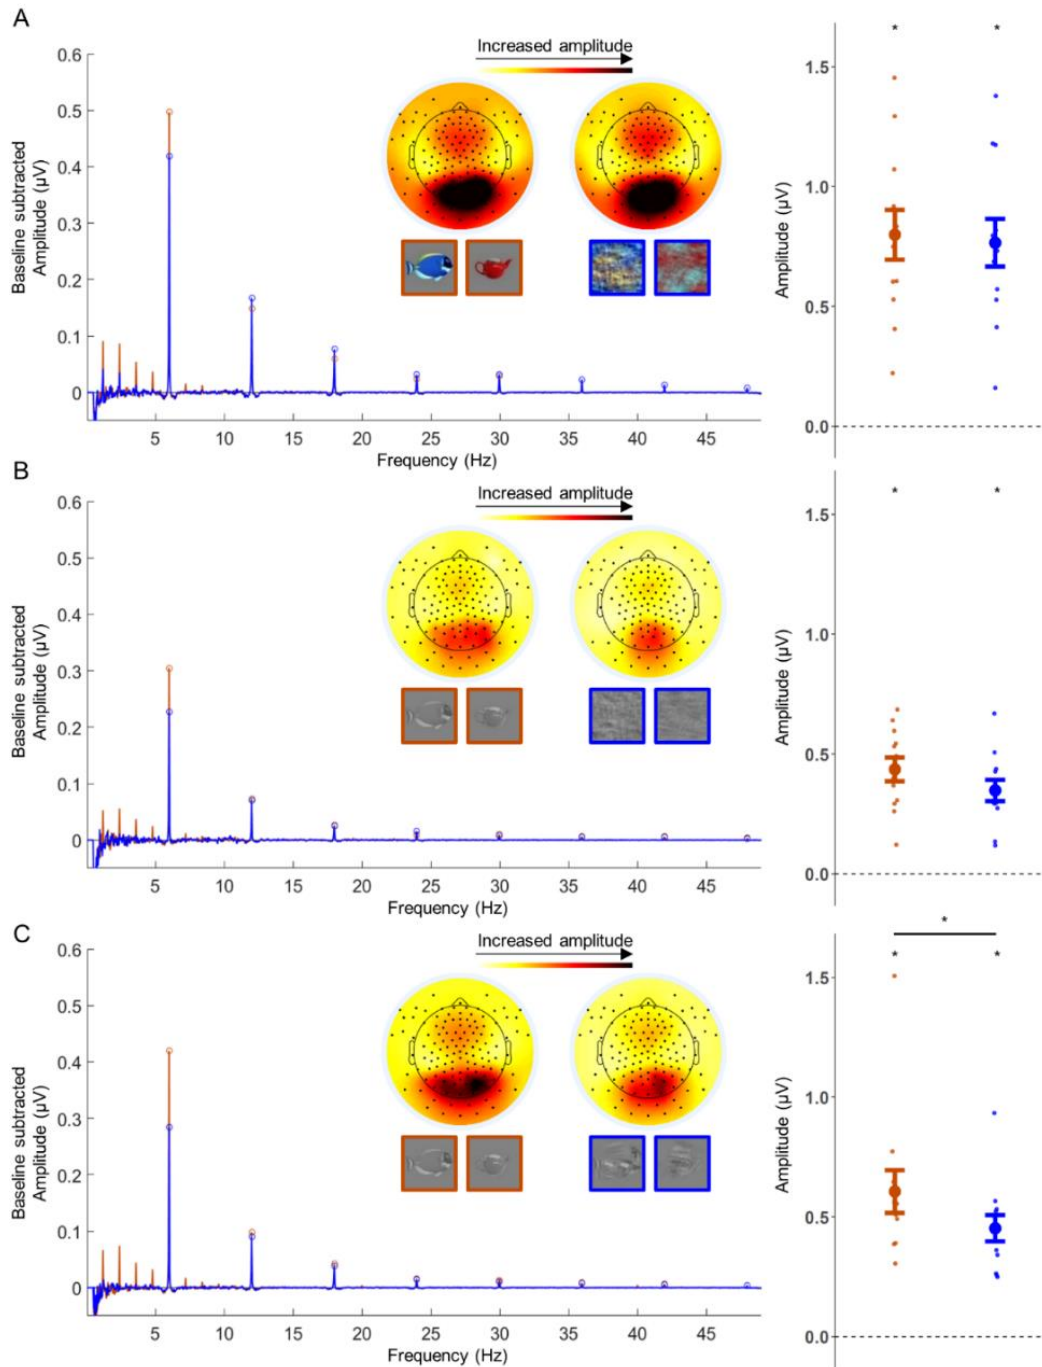 A
Increased amplitude
Baseline subtracted
Amplitude (µV)
0.6
0.5
0.4
0.3
0.2
0.1
0
5 10 15 20 25 30 35 40 45
Frequency (Hz)
Amplitude (µV)
* *
1.5
1.0
0.5
0.0
B
Increased amplitude
Baseline subtracted
Amplitude (µV)
0.6
0.5
0.4
0.3
0.2
0.1
0
5 10 15 20 25 30 35 40 45
Frequency (Hz)
Amplitude (µV)
* *
1.5
1.0
0.5
0.0
C
Increased amplitude
Baseline subtracted
Amplitude (µV)
0.6
0.5
0.4
0.3
0.2
0.1
0
5 10 15 20 25 30 35 40 45
Frequency (Hz)
Amplitude (µV)
*
* *
1.5
1.0
0.5
0.0